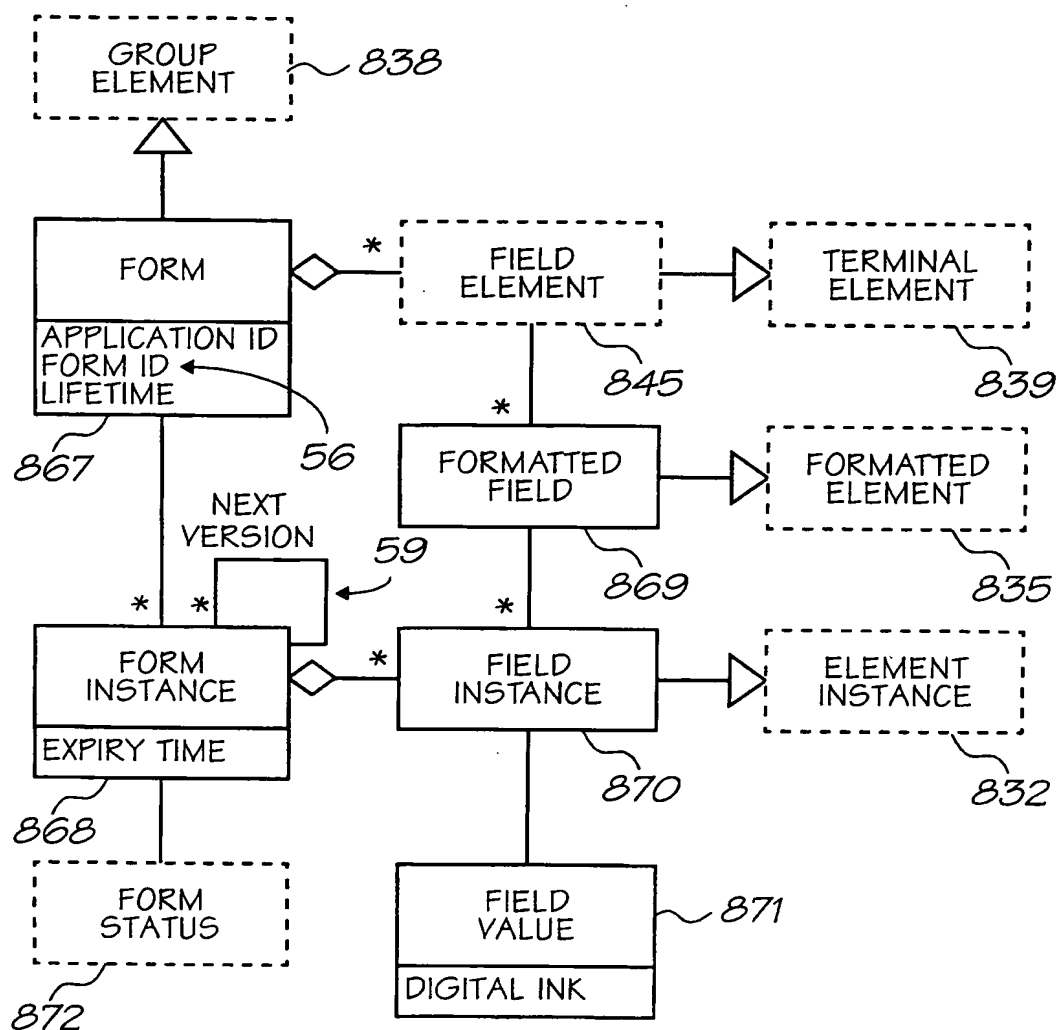 GROUP
ELEMENT
838
FORM
APPLICATION ID
FORM ID
LIFETIME
867
56
*
FIELD
ELEMENT
845
TERMINAL
ELEMENT
839
*
FORMATTED
FIELD
869
FORMATTED
ELEMENT
835
NEXT
VERSION
59
*
*
FORM
INSTANCE
EXPIRY TIME
868
*
*
FIELD
INSTANCE
870
ELEMENT
INSTANCE
832
FORM
STATUS
872
FIELD
VALUE
DIGITAL INK
871